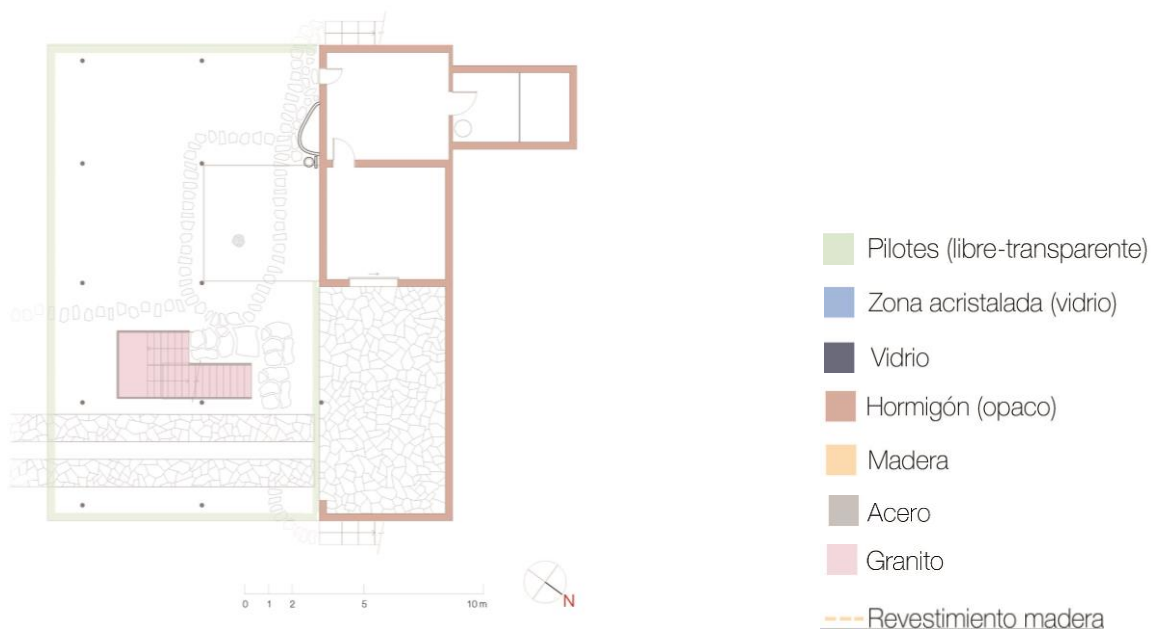 Pilotes (libre-transparente)
Zona acristalada (vidrio)
Vidrio
Hormigón (opaco)
Madera
Acero
Granito
Revestimiento madera
0 1 2 5 10 m
N